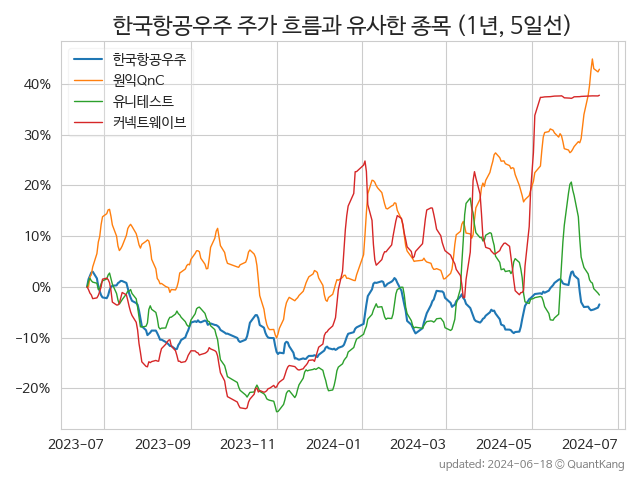 한국항공우주 주가 흐름과 유사한 종목 (1년, 5일선)
한국항공우주
원익QnC
유니테스트
커넥트웨이브
40%
30%
20%
10%
0%
−10%
−20%
2023-07 2023-09 2023-11 2024-01 2024-03 2024-05 2024-07
updated: 2024-06-18 © QuantKang